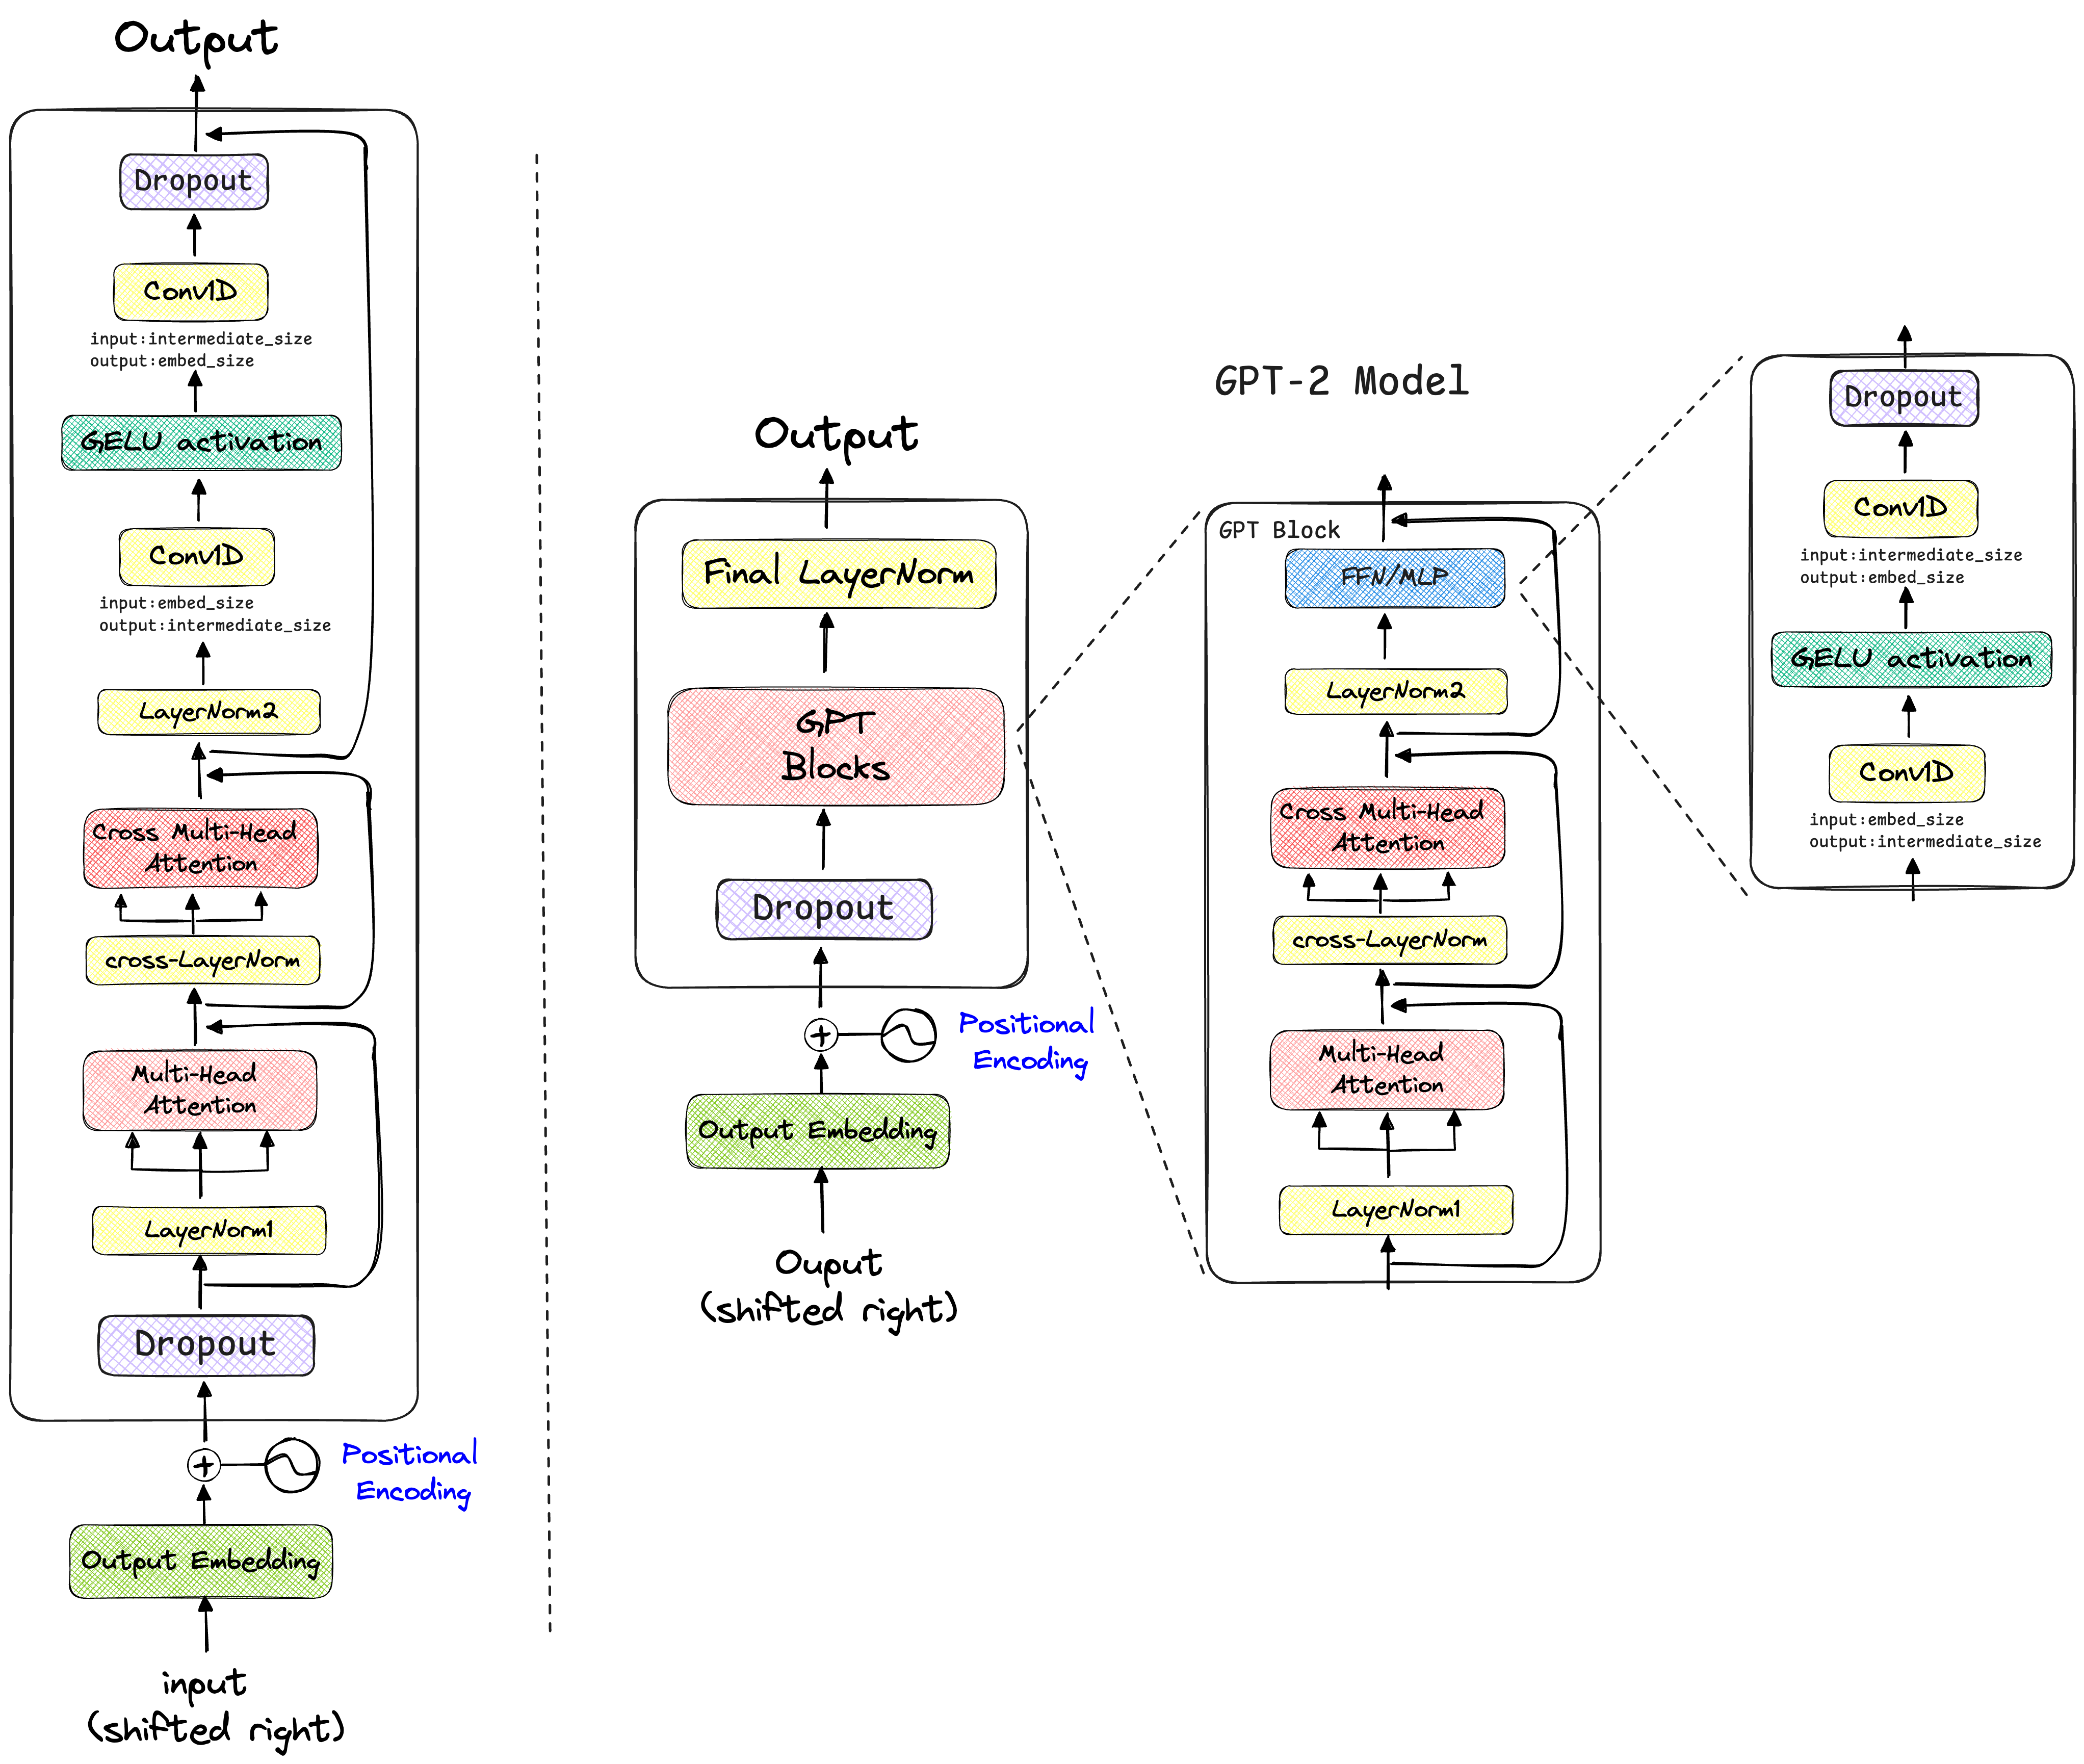 Output
Dropout
Conv1D
input:intermediate_size
output:embed_size
GELU activation
Conv1D
input:embed_size
output:intermediate_size
LayerNorm2
Cross Multi-Head
Attention
cross-LayerNorm
Multi-Head
Attention
LayerNorm1
Dropout
+
Positional
Encoding
Output Embedding
input
(shifted right)
GPT-2 Model
Output
Final LayerNorm
GPT
Blocks
Dropout
+
Positional
Encoding
Output Embedding
Ouput
(shifted right)
GPT Block
FFN/MLP
LayerNorm2
Cross Multi-Head
Attention
cross-LayerNorm
Multi-Head
Attention
LayerNorm1
Dropout
Conv1D
input:intermediate_size
output:embed_size
GELU activation
Conv1D
input:embed_size
output:intermediate_size